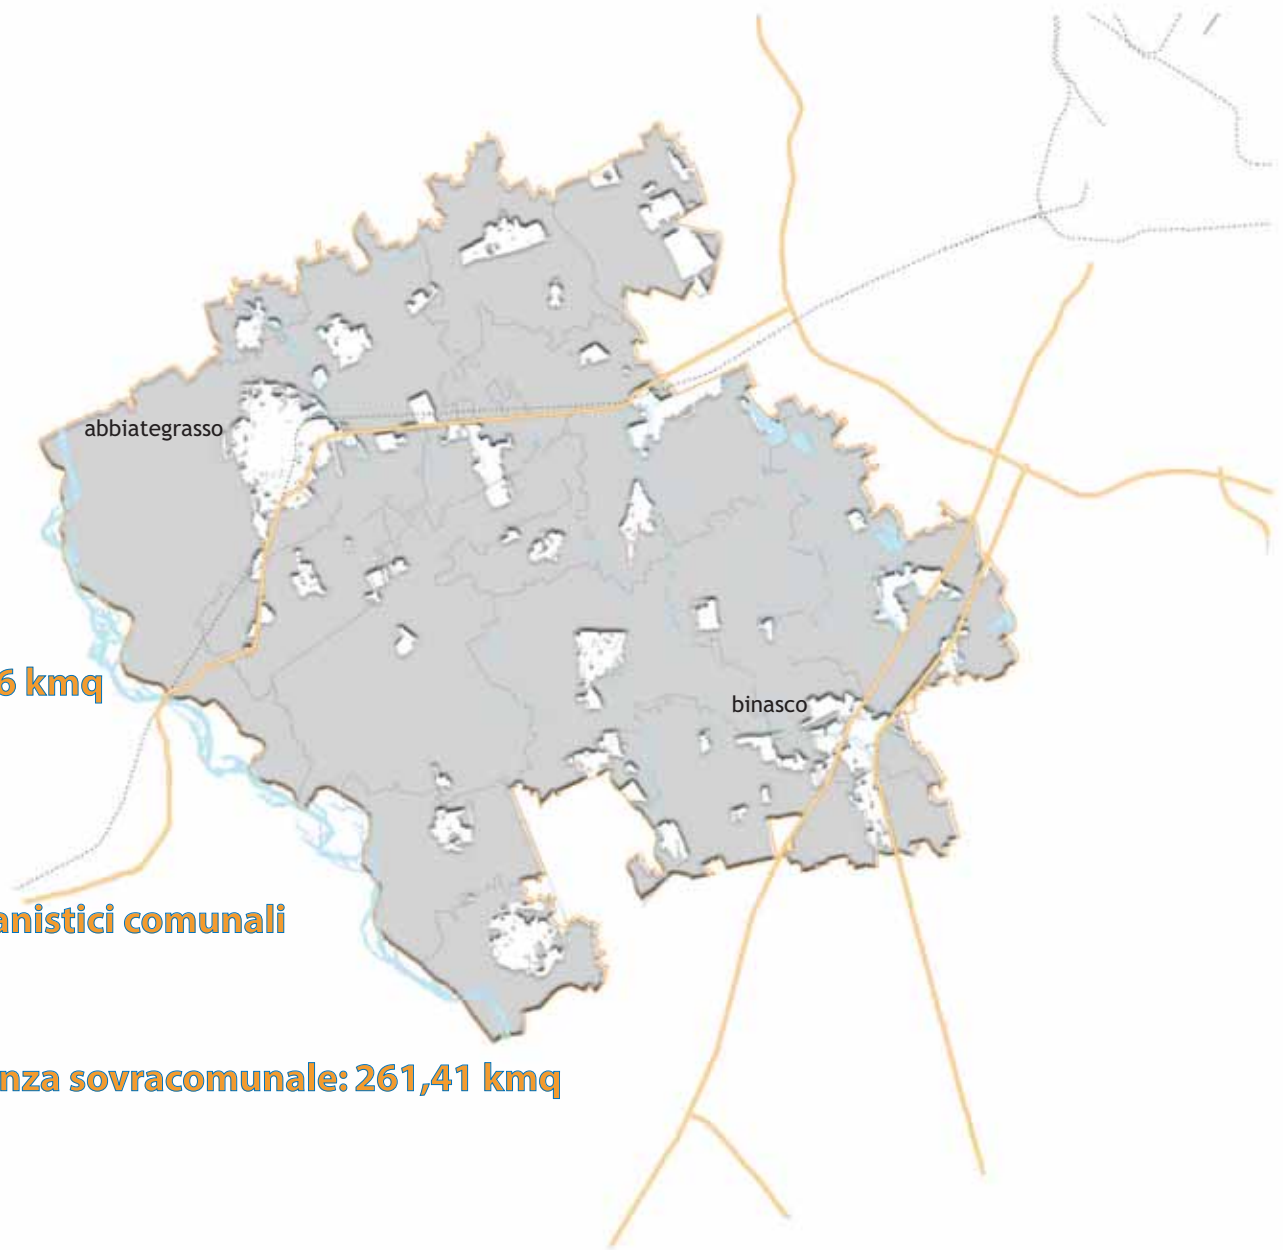 abbiategrasso
6 kmq
binasco
anistici comunali
nza sovracomunale: 261,41 kmq